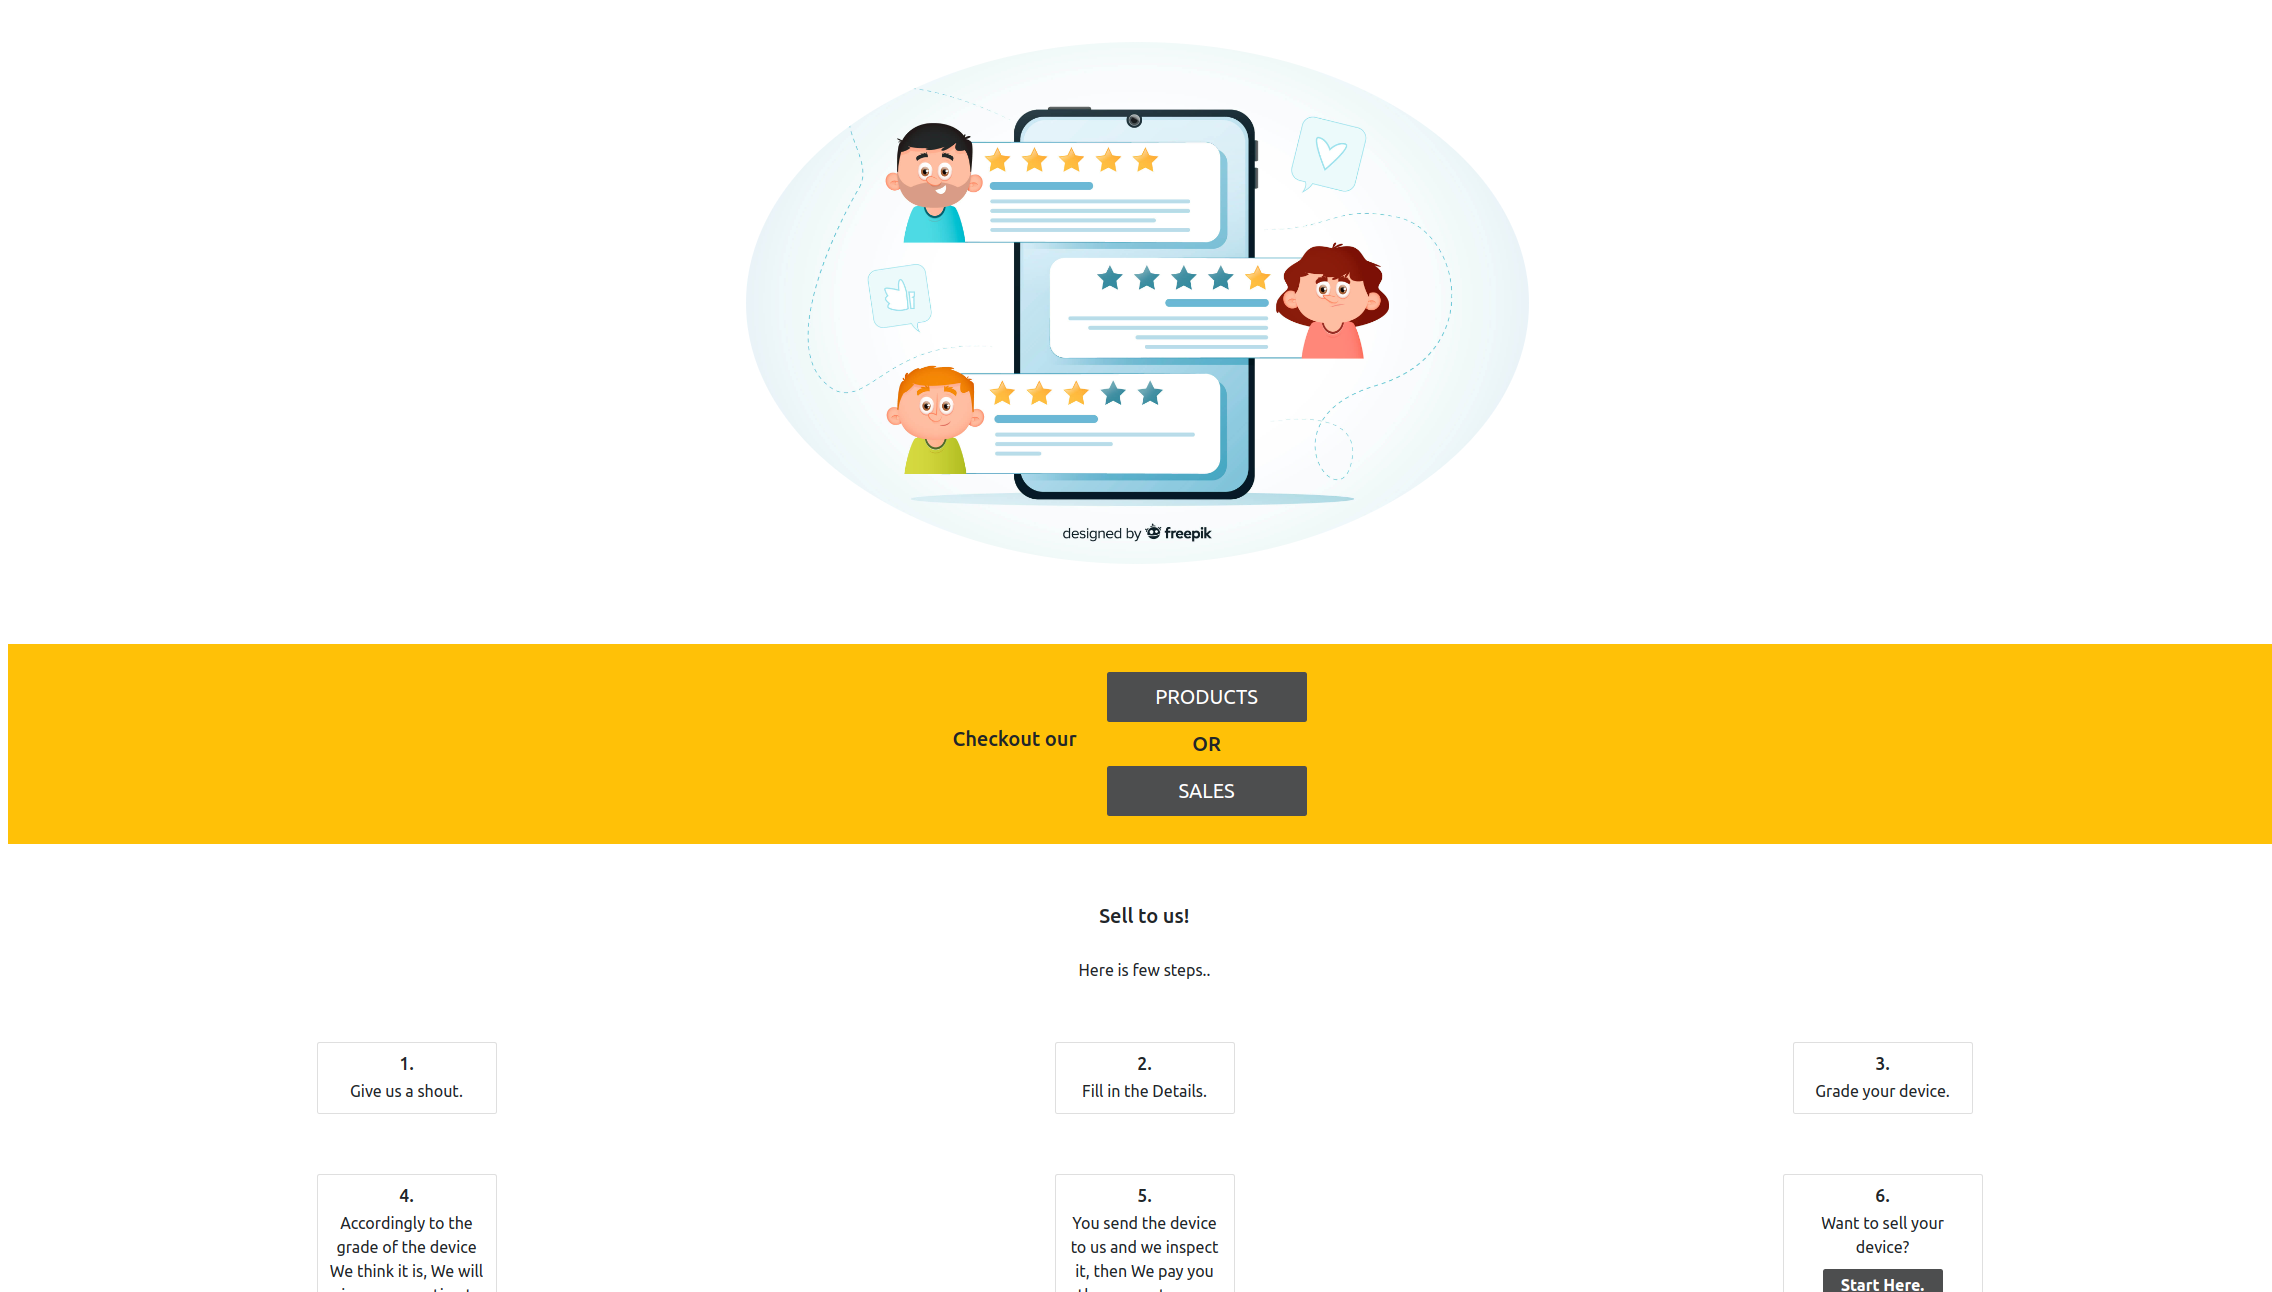 designed by freepik
PRODUCTS
Checkout our
OR
SALES
Sell to us!
Here is few steps..
1.
Give us a shout.
2.
Fill in the Details.
3.
Grade your device.
4.
Accordingly to the
grade of the device
We think it is, We will
5.
You send the device
to us and we inspect
it, then We pay you
6.
Want to sell your
device?
Start Here.